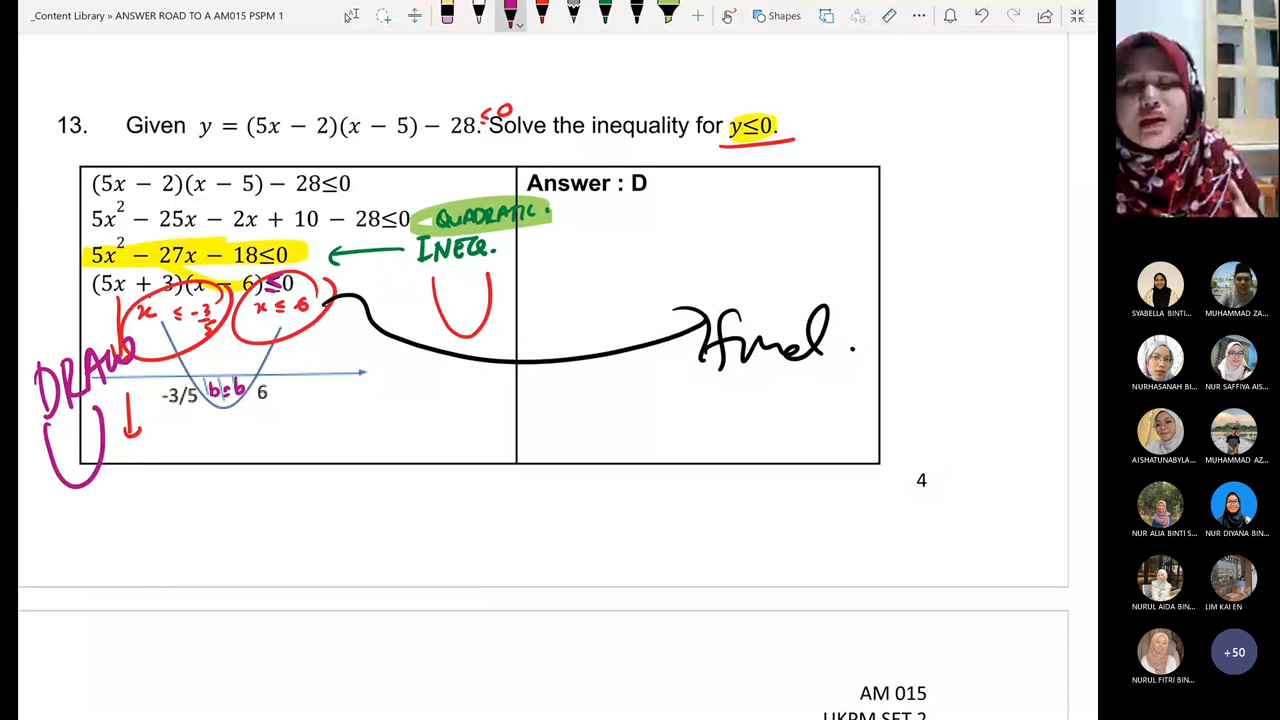 _Content Library » ANSWER ROAD TO A AM015 PSPM 1
Shapes
13. Given y = (5x − 2)(x − 5) − 28. <0 Solve the inequality for y≤0.
(5x − 2)(x − 5) − 28≤0
5x² − 25x − 2x + 10 − 28≤0
QUADRATIC.
5x² − 27x − 18≤0
INEQ.
(5x + 3)(x − 6)≤0
x ≤ -3/5
x ≤ 6
DRAW
-3/5
6
Answer : D
final.
4
AM 015
UKPM SET 2
SYABELLA BINTI...
MUHAMMAD ZA...
NURHASANAH BI...
NUR SAFFIYA AIS...
AISHATUNABYLA...
MUHAMMAD AZ...
NUR ALIA BINTI S...
NUR DIYANA BIN...
NURUL AIDA BIN...
LIM KAI EN
NURUL FITRI BIN...
+50